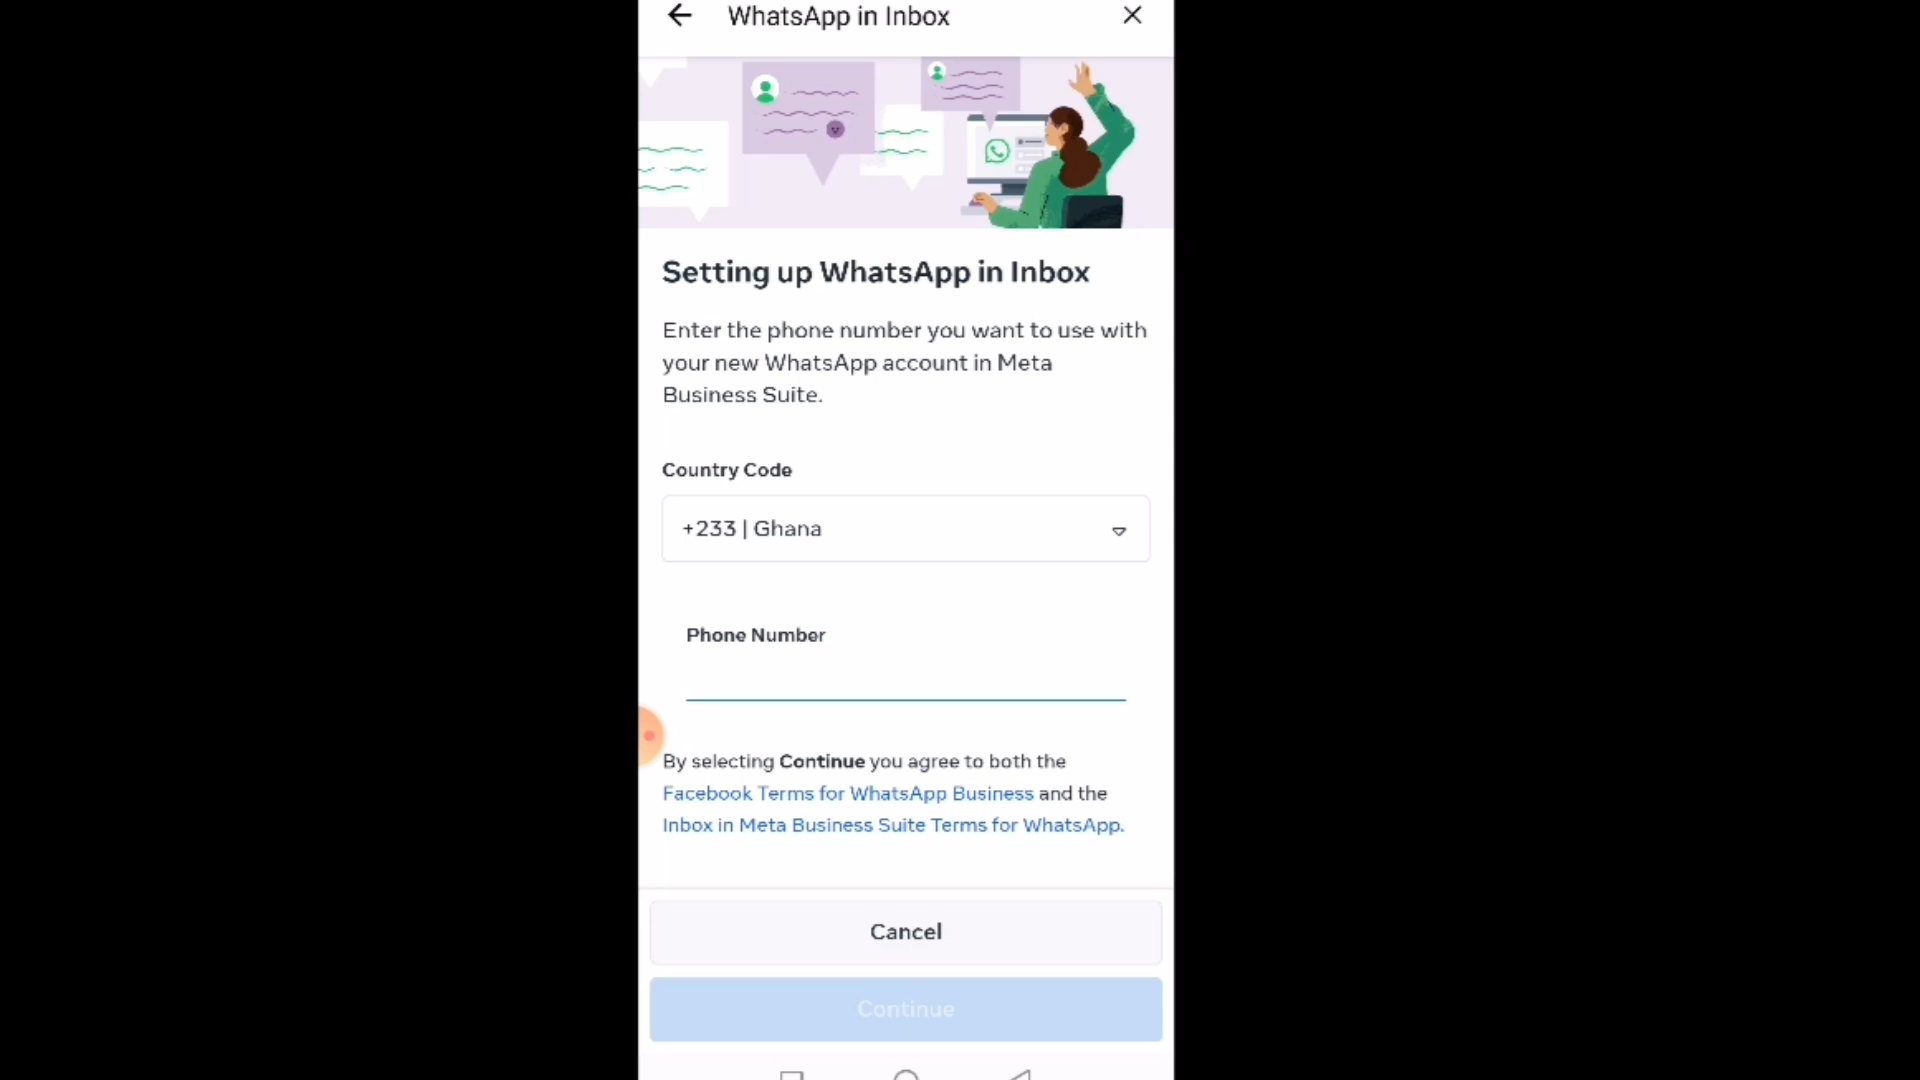 WhatsApp in Inbox
Setting up WhatsApp in Inbox
Enter the phone number you want to use with
your new WhatsApp account in Meta
Business Suite.
Country Code
+233 | Ghana
Phone Number
By selecting Continue you agree to both the
Facebook Terms for WhatsApp Business and the
Inbox in Meta Business Suite Terms for WhatsApp.
Cancel
Continue